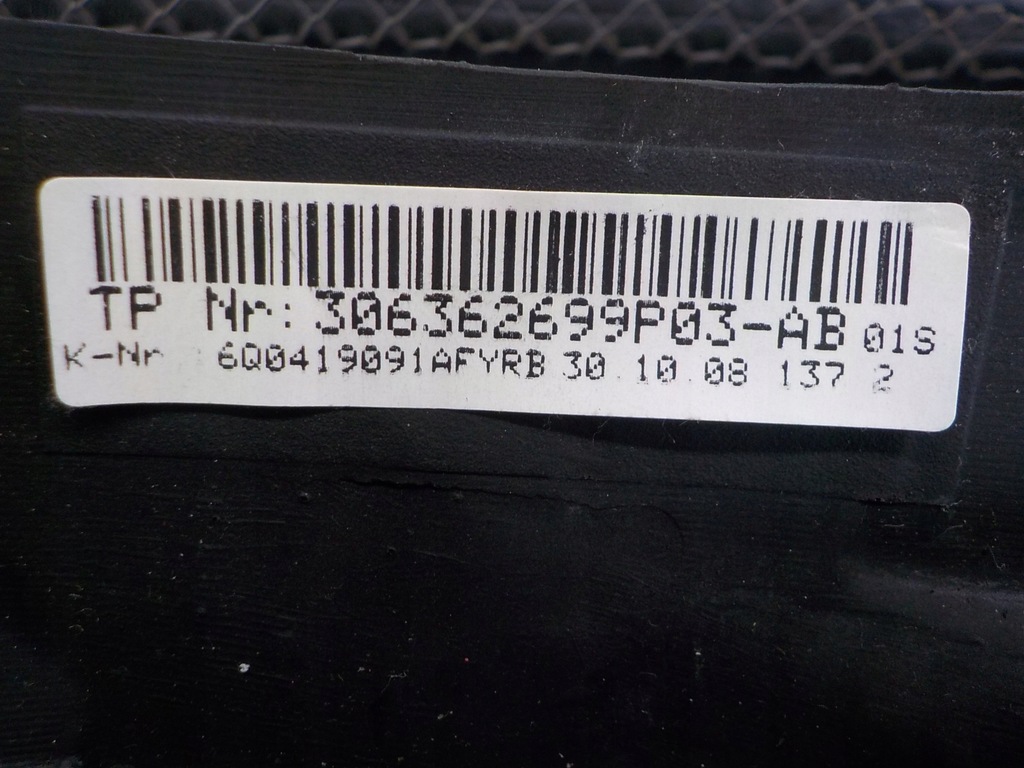 TP Nr: 306362699P03-AB 01S
K-Nr 6Q0419091AFYRB 30.10.08 137 2